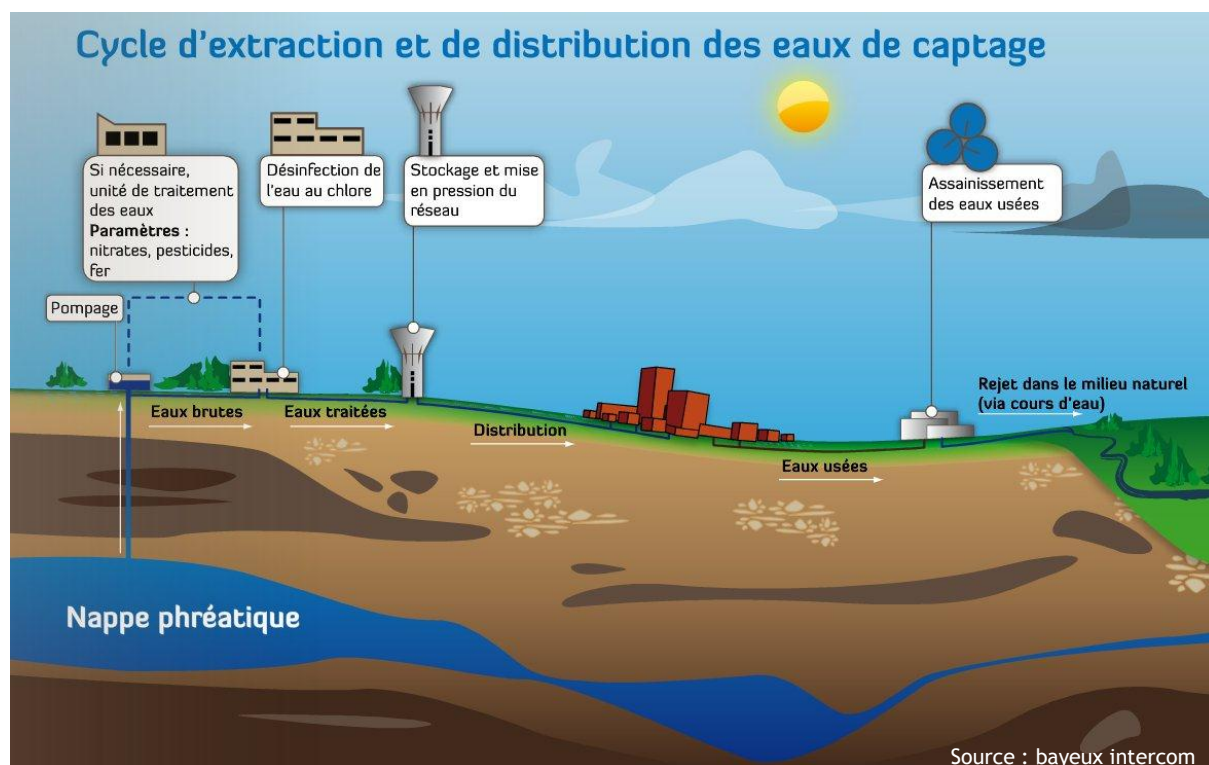 Cycle d'extraction et de distribution des eaux de captage
Si nécessaire,
unité de traitement
des eaux
Paramètres :
nitrates, pesticides,
fer
Désinfection de
l'eau au chlore
Stockage et mise
en pression du
réseau
Assainissement
des eaux usées
Pompage
Eaux brutes
Eaux traitées
Distribution
Eaux usées
Rejet dans le milieu naturel
(via cours d'eau)
Nappe phréatique
Source : bayeux intercom